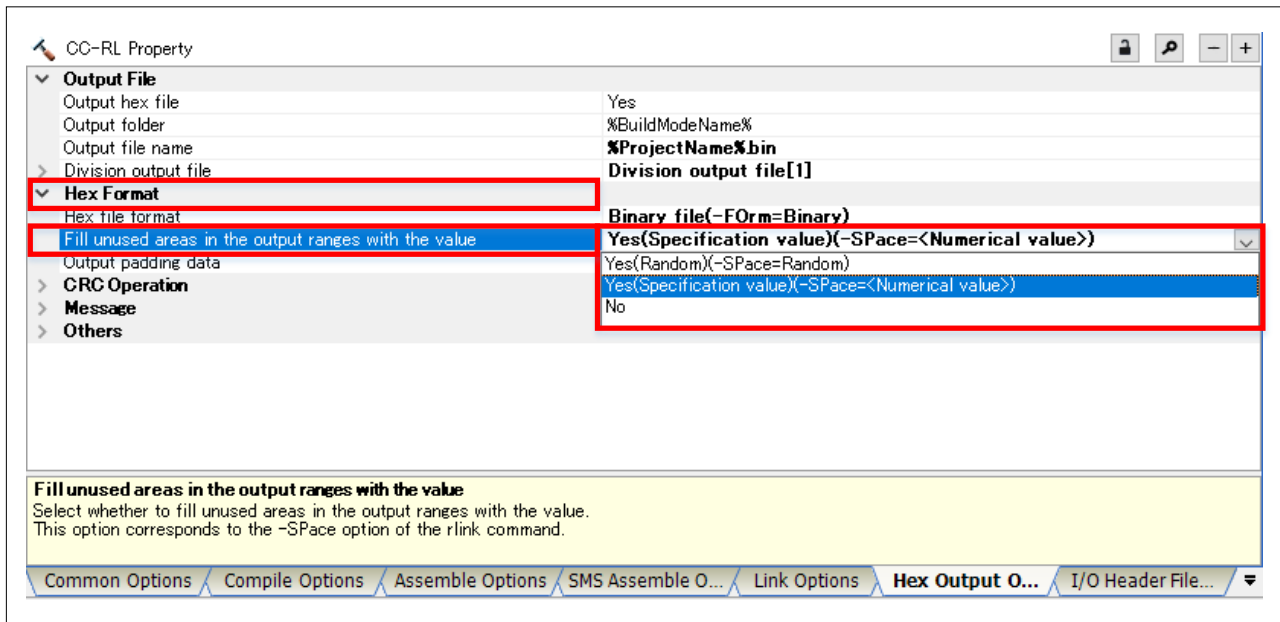 CC-RL Property
Output File
Output hex file Yes
Output folder %BuildModeName%
Output file name %ProjectName%.bin
Division output file Division output file[1]
Hex Format
Hex file format Binary file(-FOrm=Binary)
Fill unused areas in the output ranges with the value Yes(Specification value)(-SPace=<Numerical value>)
Output padding data Yes(Random)(-SPace=Random)
CRC Operation Yes(Specification value)(-SPace=<Numerical value>)
Message No
Others
Fill unused areas in the output ranges with the value
Select whether to fill unused areas in the output ranges with the value.
This option corresponds to the -SPace option of the rlink command.
Common Options Compile Options Assemble Options SMS Assemble O... Link Options Hex Output O... I/O Header File...